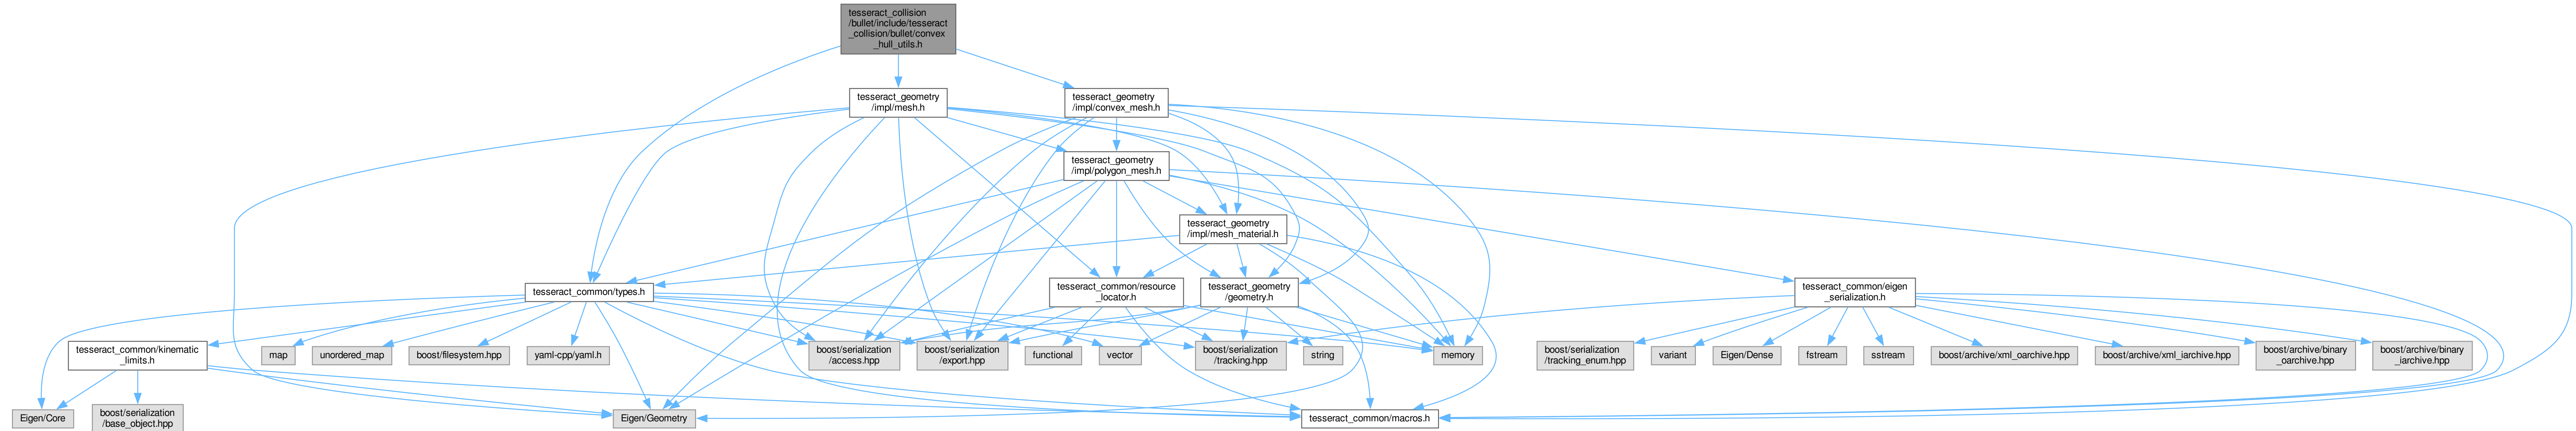 tesseract_collision
/bullet/include/tesseract
_collision/bullet/convex
_hull_utils.h
tesseract_geometry
/impl/mesh.h
tesseract_geometry
/impl/convex_mesh.h
tesseract_geometry
/impl/polygon_mesh.h
tesseract_geometry
/impl/mesh_material.h
tesseract_common/types.h
tesseract_common/resource
_locator.h
tesseract_geometry
/geometry.h
tesseract_common/eigen
_serialization.h
tesseract_common/kinematic
_limits.h
map
unordered_map
boost/filesystem.hpp
yaml-cpp/yaml.h
boost/serialization
/access.hpp
boost/serialization
/export.hpp
functional
vector
boost/serialization
/tracking.hpp
string
memory
boost/serialization
/tracking_enum.hpp
variant
Eigen/Dense
fstream
sstream
boost/archive/xml_oarchive.hpp
boost/archive/xml_iarchive.hpp
boost/archive/binary
_oarchive.hpp
boost/archive/binary
_iarchive.hpp
Eigen/Core
boost/serialization
/base_object.hpp
Eigen/Geometry
tesseract_common/macros.h